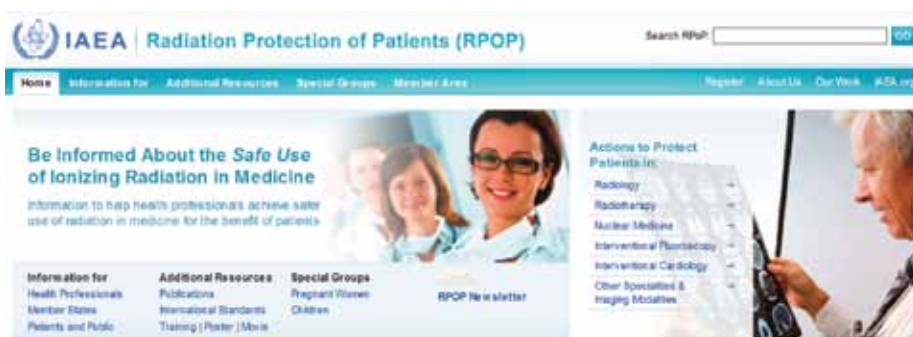 IAEA Radiation Protection of Patients (RPOP)
Search RPoP: GO
Home Information for Additional Resources Special Groups Member Area
Register About Us Our Work IAEA.org
Be Informed About the Safe Use
of Ionizing Radiation in Medicine
Information to help health professionals achieve safer
use of radiation in medicine for the benefit of patients
Information for
Health Professionals
Member States
Patients and Public
Additional Resources
Publications
International Standards
Training | Poster | Movie
Special Groups
Pregnant Women
Children
RPOP Newsletter
Actions to Protect
Patients in:
Radiology
Radiotherapy
Nuclear Medicine
Interventional Fluoroscopy
Interventional Cardiology
Other Specialties &
Imaging Modalities